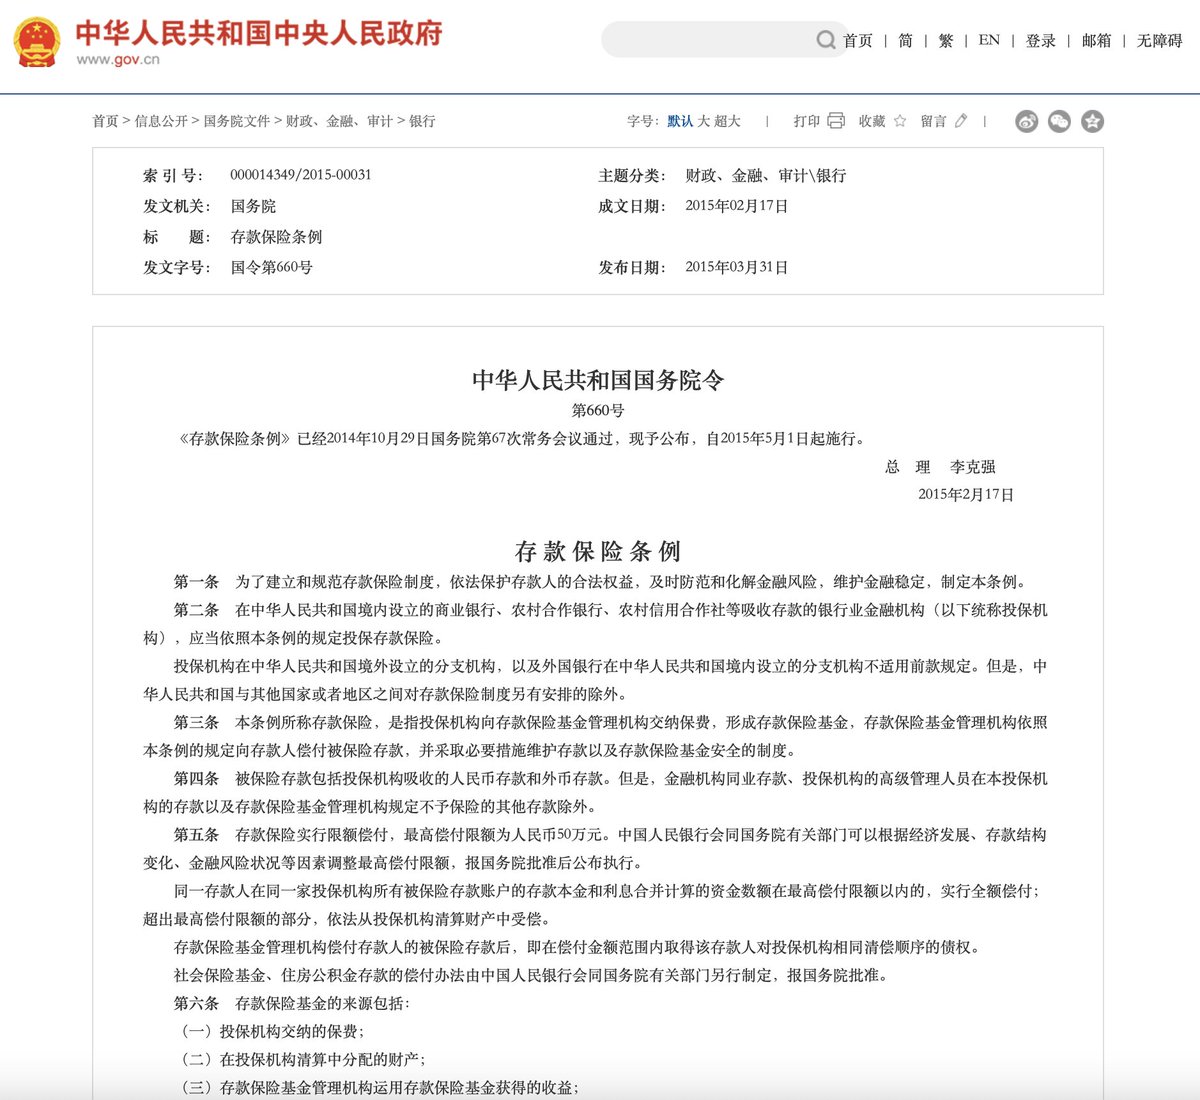 中华人民共和国中央人民政府
www.gov.cn
首页 | 简 | 繁 | EN | 登录 | 邮箱 | 无障碍
首页 > 信息公开 > 国务院文件 > 财政、金融、审计 > 银行
字号：默认 大 超大 | 打印 收藏 留言 |
索 引 号： 000014349/2015-00031 主题分类： 财政、金融、审计\银行
发文机关： 国务院 成文日期： 2015年02月17日
标　　题： 存款保险条例
发文字号： 国令第660号 发布日期： 2015年03月31日
中华人民共和国国务院令
第660号
《存款保险条例》已经2014年10月29日国务院第67次常务会议通过，现予公布，自2015年5月1日起施行。
总　理　李克强
2015年2月17日
存 款 保 险 条 例
第一条　为了建立和规范存款保险制度，依法保护存款人的合法权益，及时防范和化解金融风险，维护金融稳定，制定本条例。
第二条　在中华人民共和国境内设立的商业银行、农村合作银行、农村信用合作社等吸收存款的银行业金融机构（以下统称投保机
构），应当依照本条例的规定投保存款保险。
投保机构在中华人民共和国境外设立的分支机构，以及外国银行在中华人民共和国境内设立的分支机构不适用前款规定。但是，中
华人民共和国与其他国家或者地区之间对存款保险制度另有安排的除外。
第三条　本条例所称存款保险，是指投保机构向存款保险基金管理机构交纳保费，形成存款保险基金，存款保险基金管理机构依照
本条例的规定向存款人偿付被保险存款，并采取必要措施维护存款以及存款保险基金安全的制度。
第四条　被保险存款包括投保机构吸收的人民币存款和外币存款。但是，金融机构同业存款、投保机构的高级管理人员在本投保机
构的存款以及存款保险基金管理机构规定不予保险的其他存款除外。
第五条　存款保险实行限额偿付，最高偿付限额为人民币50万元。中国人民银行会同国务院有关部门可以根据经济发展、存款结构
变化、金融风险状况等因素调整最高偿付限额，报国务院批准后公布执行。
同一存款人在同一家投保机构所有被保险存款账户的存款本金和利息合并计算的资金数额在最高偿付限额以内的，实行全额偿付；
超出最高偿付限额的部分，依法从投保机构清算财产中受偿。
存款保险基金管理机构偿付存款人的被保险存款后，即在偿付金额范围内取得该存款人对投保机构相同清偿顺序的债权。
社会保险基金、住房公积金存款的偿付办法由中国人民银行会同国务院有关部门另行制定，报国务院批准。
第六条　存款保险基金的来源包括：
（一）投保机构交纳的保费；
（二）在投保机构清算中分配的财产；
（三）存款保险基金管理机构运用存款保险基金获得的收益；